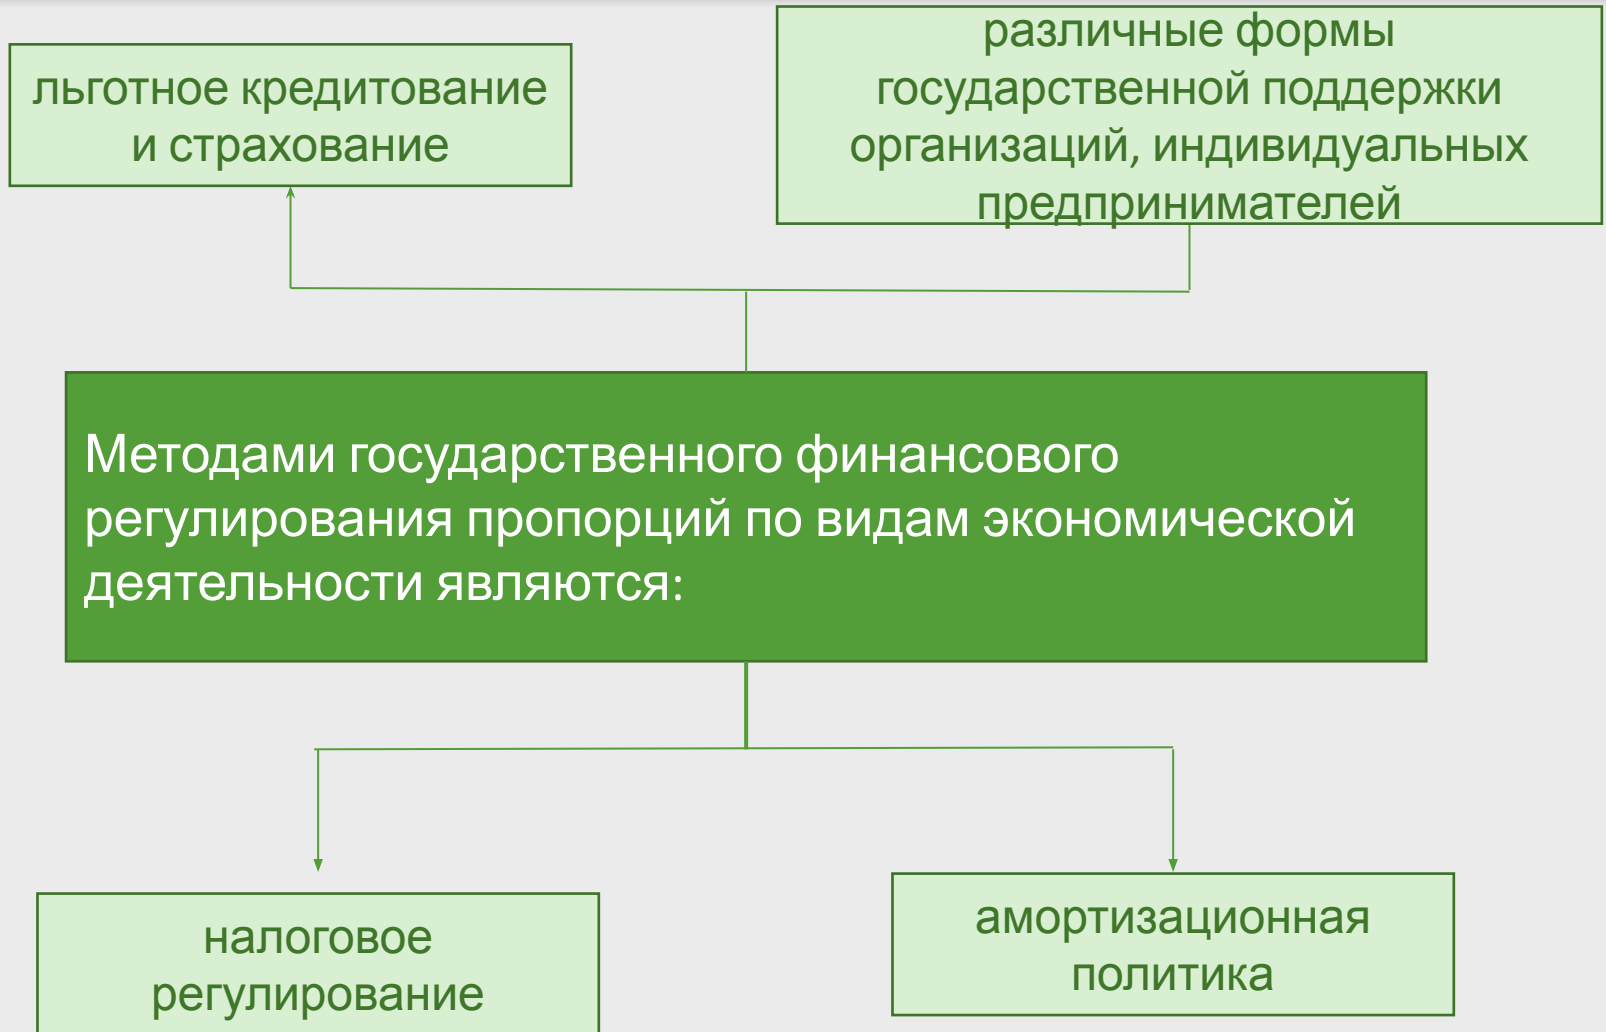 льготное кредитование
и страхование
различные формы
государственной поддержки
организаций, индивидуальных
предпринимателей
Методами государственного финансового
регулирования пропорций по видам экономической
деятельности являются:
налоговое
регулирование
амортизационная
политика